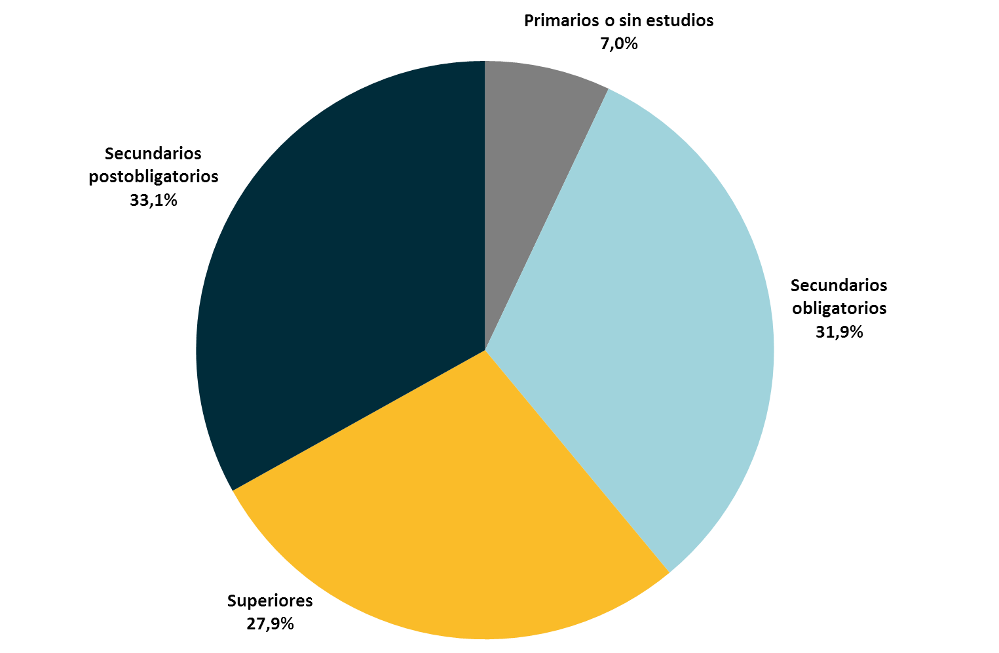 Primarios o sin estudios
7,0%
Secundarios
postobligatorios
33,1%
Secundarios
obligatorios
31,9%
Superiores
27,9%